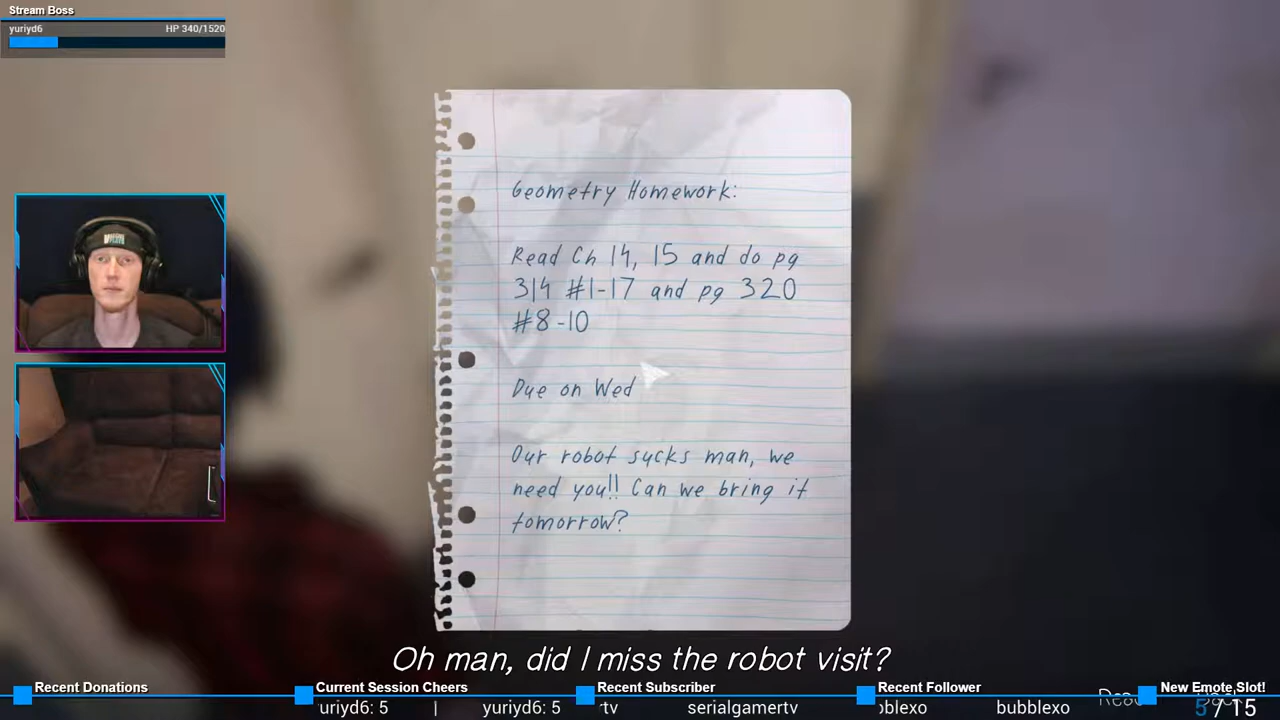 Stream Boss
yuriyd6 HP 340/1520
Geometry Homework:
Read Ch 14, 15 and do pg
314 #1-17 and pg 320
#8-10
Due on Wed
Our robot sucks man, we
need you!! Can we bring it
tomorrow?
Oh man, did I miss the robot visit?
Recent Donations Current Session Cheers Recent Subscriber Recent Follower New Emote Slot!
uriyd6: 5 | yuriyd6: 5 tv serialgamertv blexo bubblexo 5 / 15